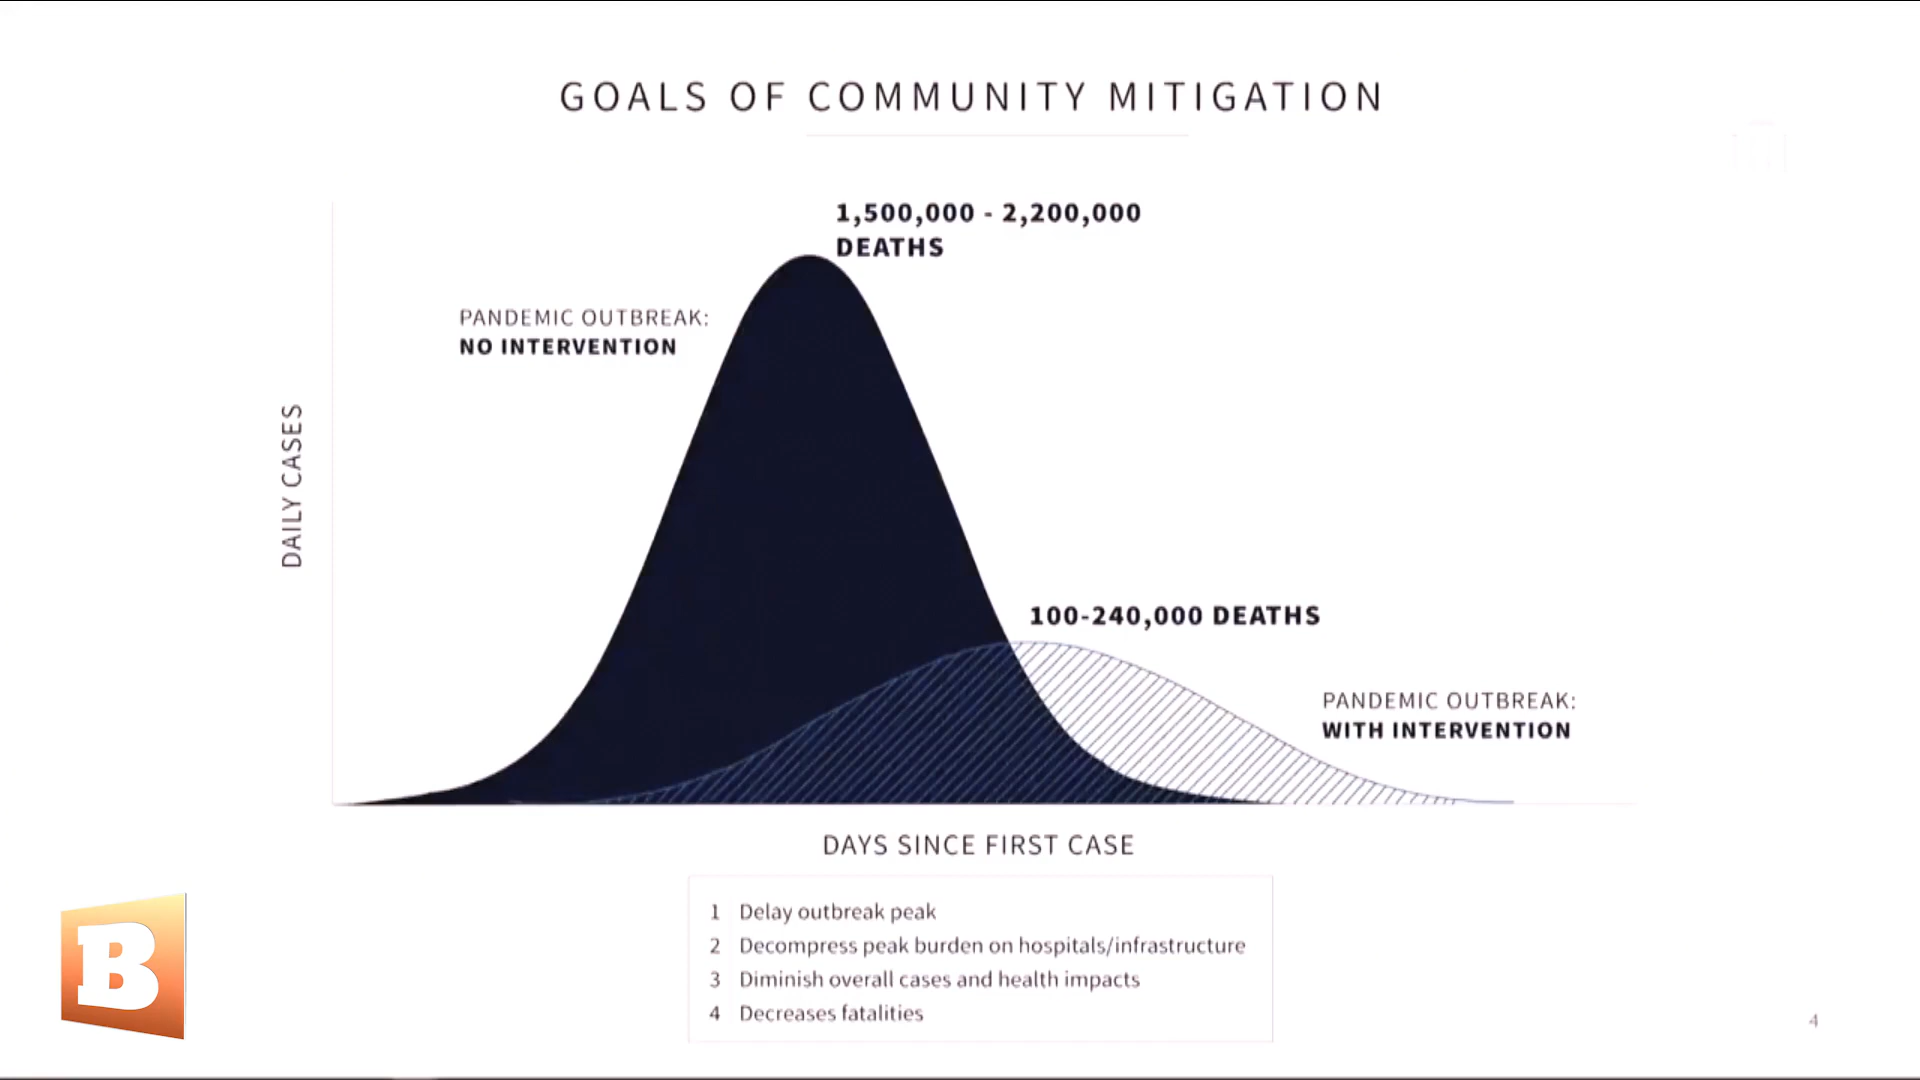 GOALS OF COMMUNITY MITIGATION
1,500,000 - 2,200,000
DEATHS
PANDEMIC OUTBREAK:
NO INTERVENTION
DAILY CASES
100-240,000 DEATHS
PANDEMIC OUTBREAK:
WITH INTERVENTION
DAYS SINCE FIRST CASE
1 Delay outbreak peak
2 Decompress peak burden on hospitals/infrastructure
3 Diminish overall cases and health impacts
4 Decreases fatalities
B
4